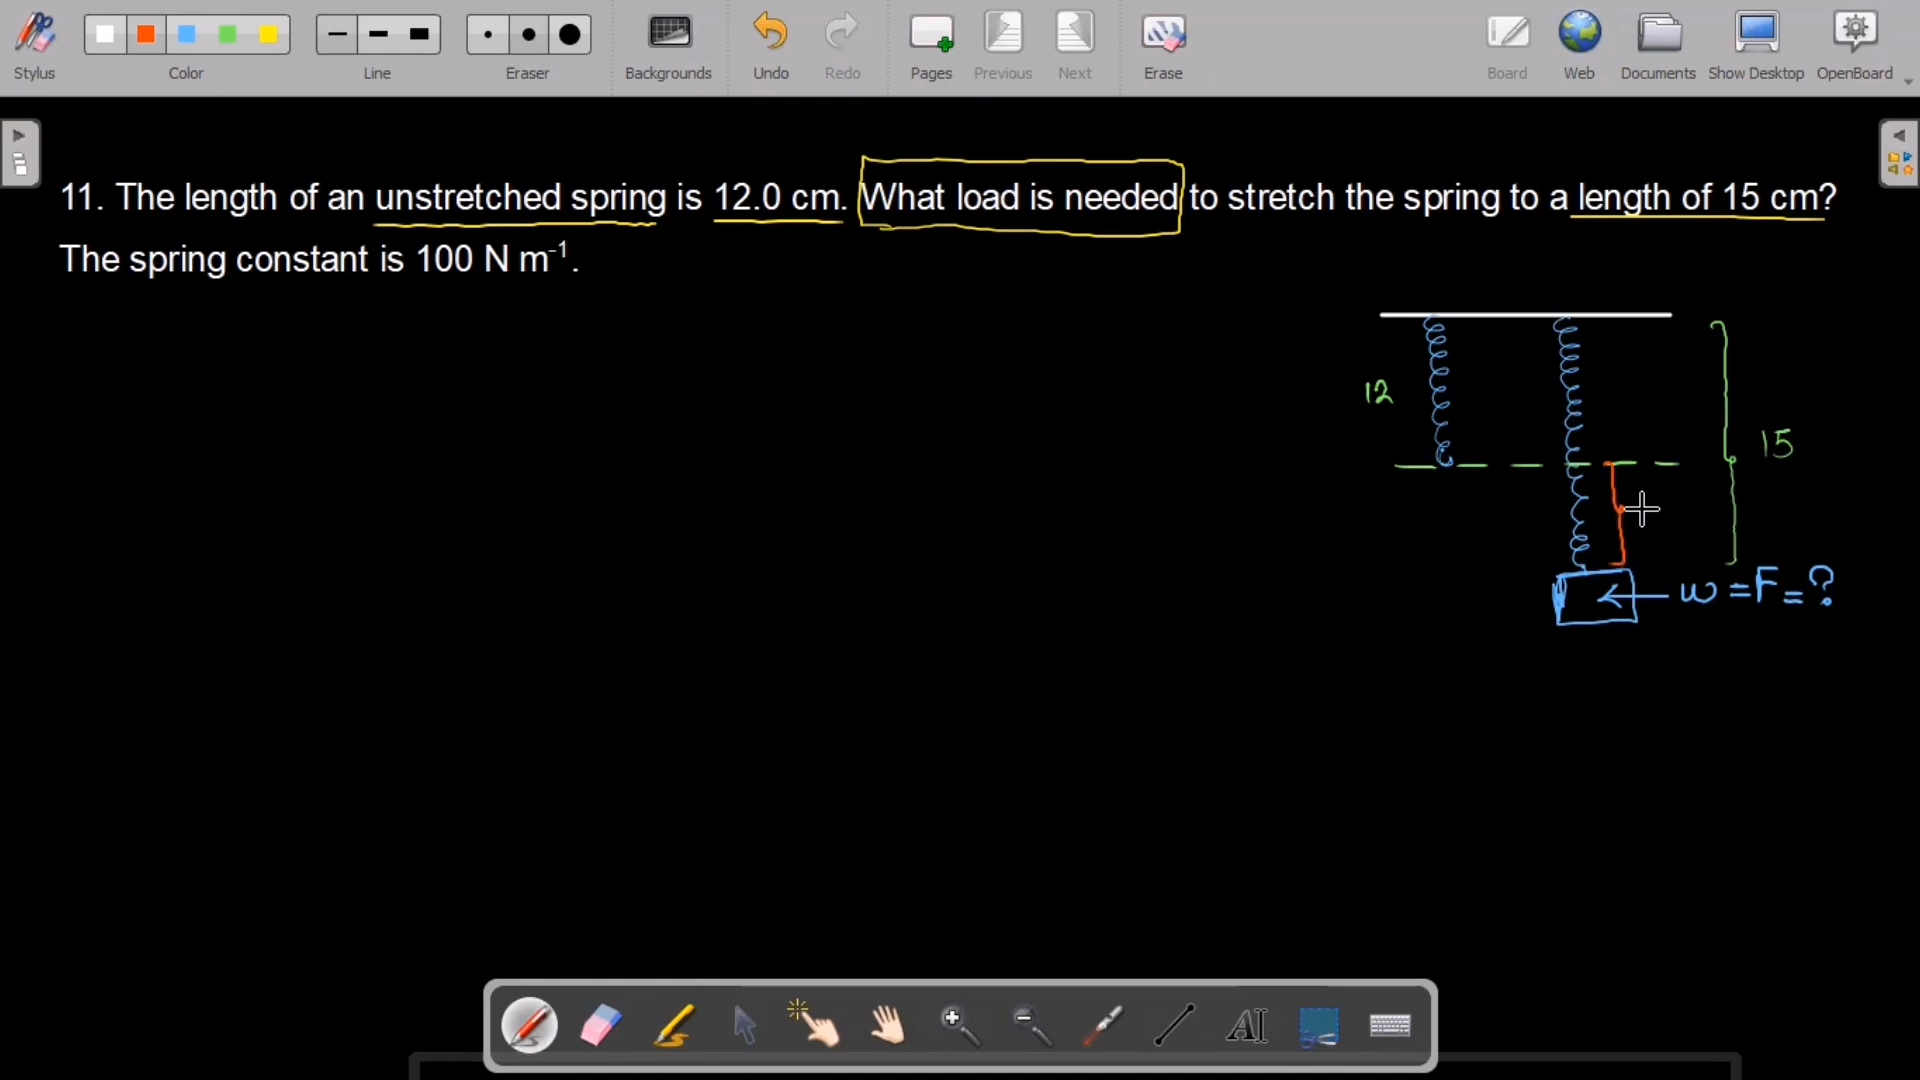 Stylus Color Line Eraser Backgrounds Undo Redo Pages Previous Next Erase Board Web Documents Show Desktop OpenBoard
11. The length of an unstretched spring is 12.0 cm. What load is needed to stretch the spring to a length of 15 cm?
The spring constant is 100 N m⁻¹.
12
15
w = F = ?
AI